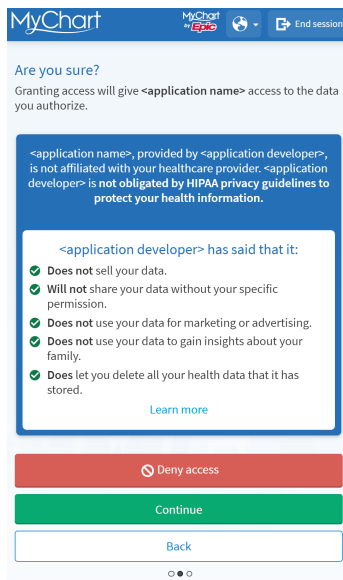 MyChart
MyChart
by Epic
End session
Are you sure?
Granting access will give <application name> access to the data
you authorize.
<application name>, provided by <application developer>,
is not affiliated with your healthcare provider. <application
developer> is not obligated by HIPAA privacy guidelines to
protect your health information.
<application developer> has said that it:
Does not sell your data.
Will not share your data without your specific
permission.
Does not use your data for marketing or advertising.
Does not use your data to gain insights about your
family.
Does let you delete all your health data that it has
stored.
Learn more
Deny access
Continue
Back